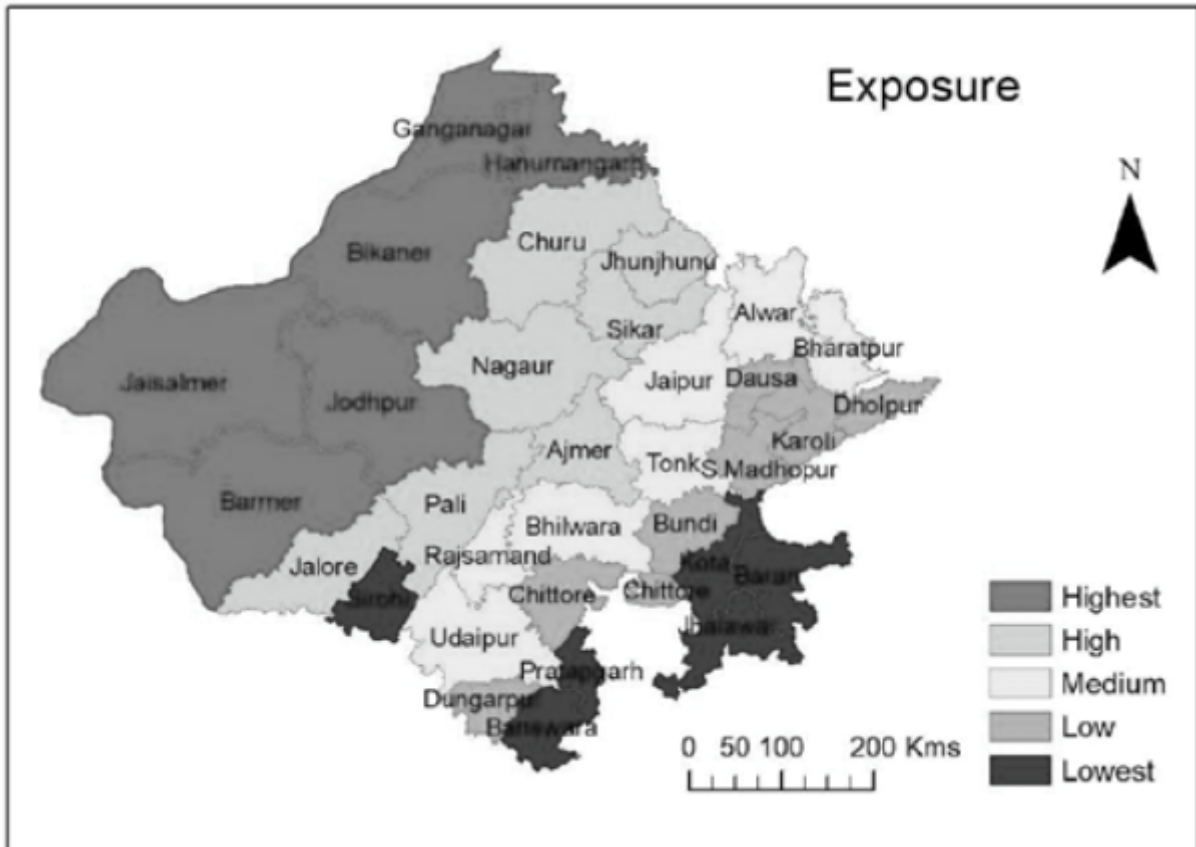 Exposure
N
Ganganagar
Hanumangarh
Bikaner
Churu
Jhunjhunu
Sikar
Alwar
Bharatpur
Jaisalmer
Jodhpur
Nagaur
Jaipur
Dausa
Dholpur
Karoli
Ajmer
Tonk
S.Madhopur
Barmer
Pali
Bhilwara
Bundi
Rajsamand
Jalore
Sirohi
Chittore
Chittore
Kota
Baran
Jhalawar
Udaipur
Pratapgarh
Dungarpur
Banswara
Highest
High
Medium
Low
Lowest
0 50 100 200 Kms